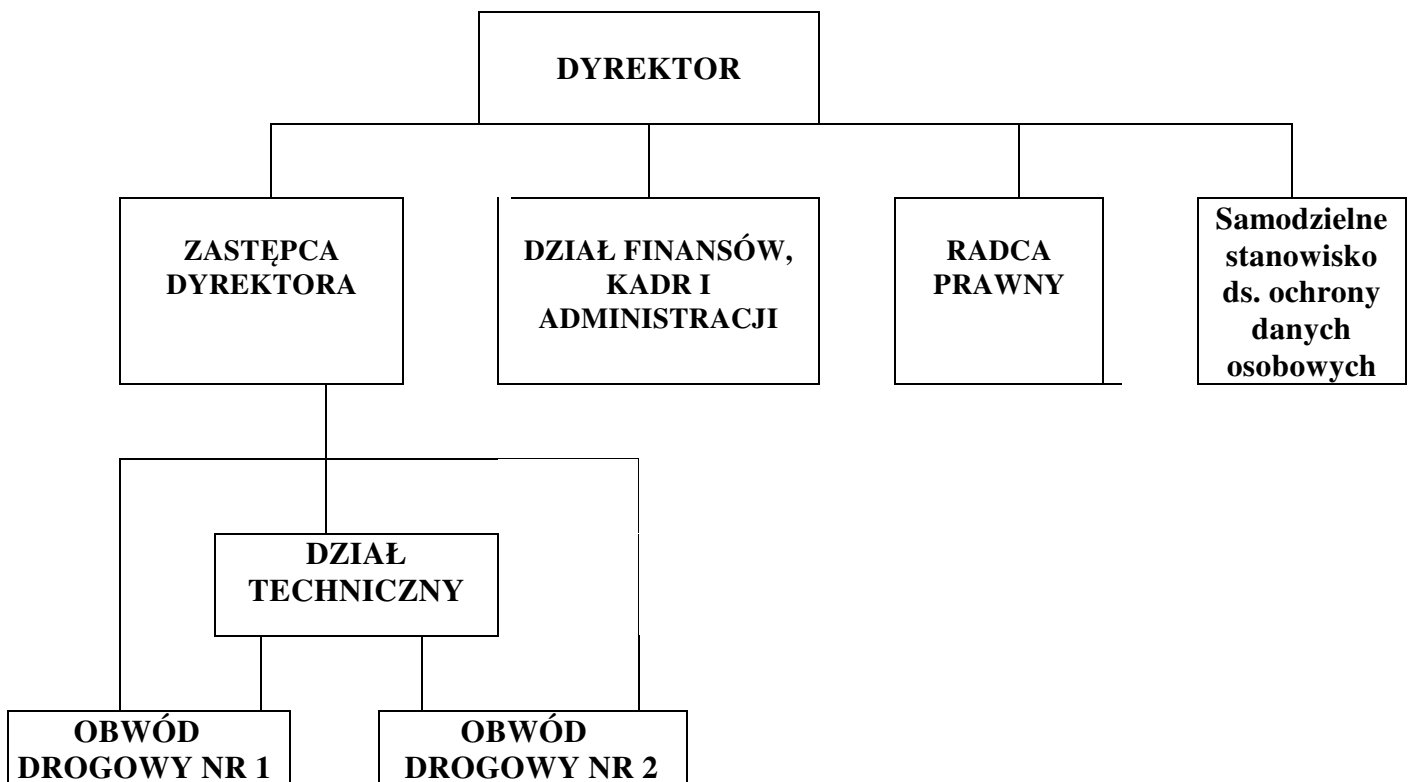 DYREKTOR
ZASTĘPCA
DYREKTORA
DZIAŁ FINANSÓW,
KADR I
ADMINISTRACJI
RADCA
PRAWNY
Samodzielne
stanowisko
ds. ochrony
danych
osobowych
DZIAŁ
TECHNICZNY
OBWÓD
DROGOWY NR 1
OBWÓD
DROGOWY NR 2